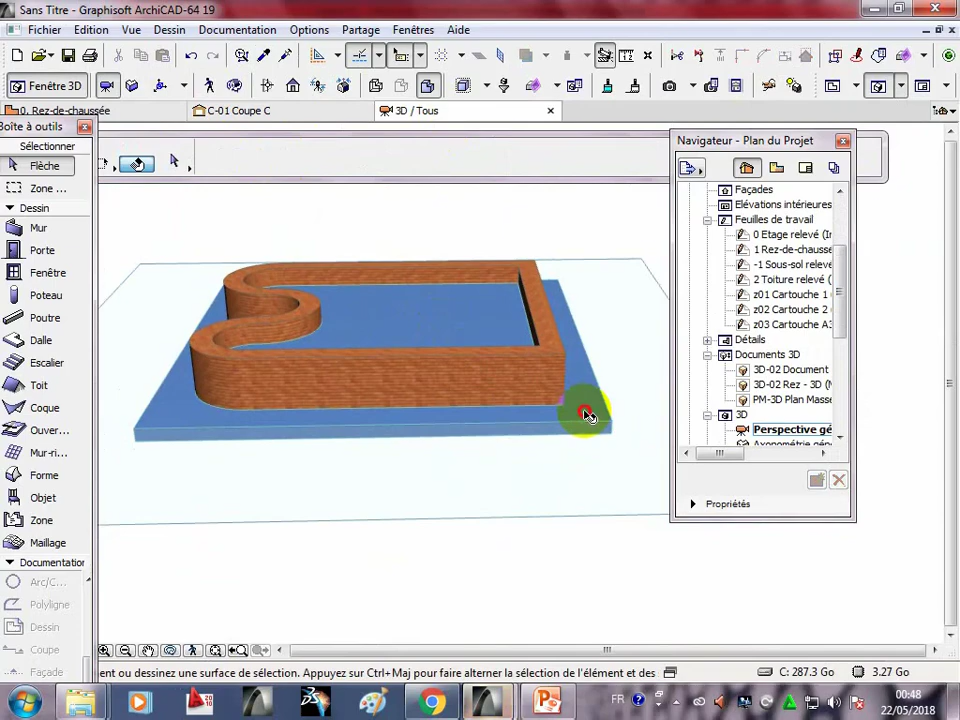 Sans Titre - Graphisoft ArchiCAD-64 19
Fichier Edition Vue Dessin Documentation Options Partage Fenêtres Aide
Fenêtre 3D
0. Rez-de-chaussée
C-01 Coupe C
3D / Tous
Boîte à outils
Sélectionner
Flèche
Zone ...
Dessin
Mur
Porte
Fenêtre
Poteau
Poutre
Dalle
Escalier
Toit
Coque
Ouver...
Mur-ri...
Forme
Objet
Zone
Maillage
Documentation
Arc/C...
Polyligne
Dessin
Coupe
Façade
Navigateur - Plan du Projet
Façades
Elévations intérieures
Feuilles de travail
0 Etage relevé (In
1 Rez-de-chaussé
-1 Sous-sol relevé
2 Toiture relevé (
z01 Cartouche 1
z02 Cartouche 2 (
z03 Cartouche A3
Détails
Documents 3D
3D-02 Document
3D-02 Rez - 3D (M
PM-3D Plan Masse
3D
Perspective gé
Axonométrie géné
Propriétés
ent ou dessinez une surface de sélection. Appuyez sur Ctrl+Maj pour faire alterner la sélection de l'élément et des
C: 287.3 Go
3.27 Go
FR
00:48
22/05/2018